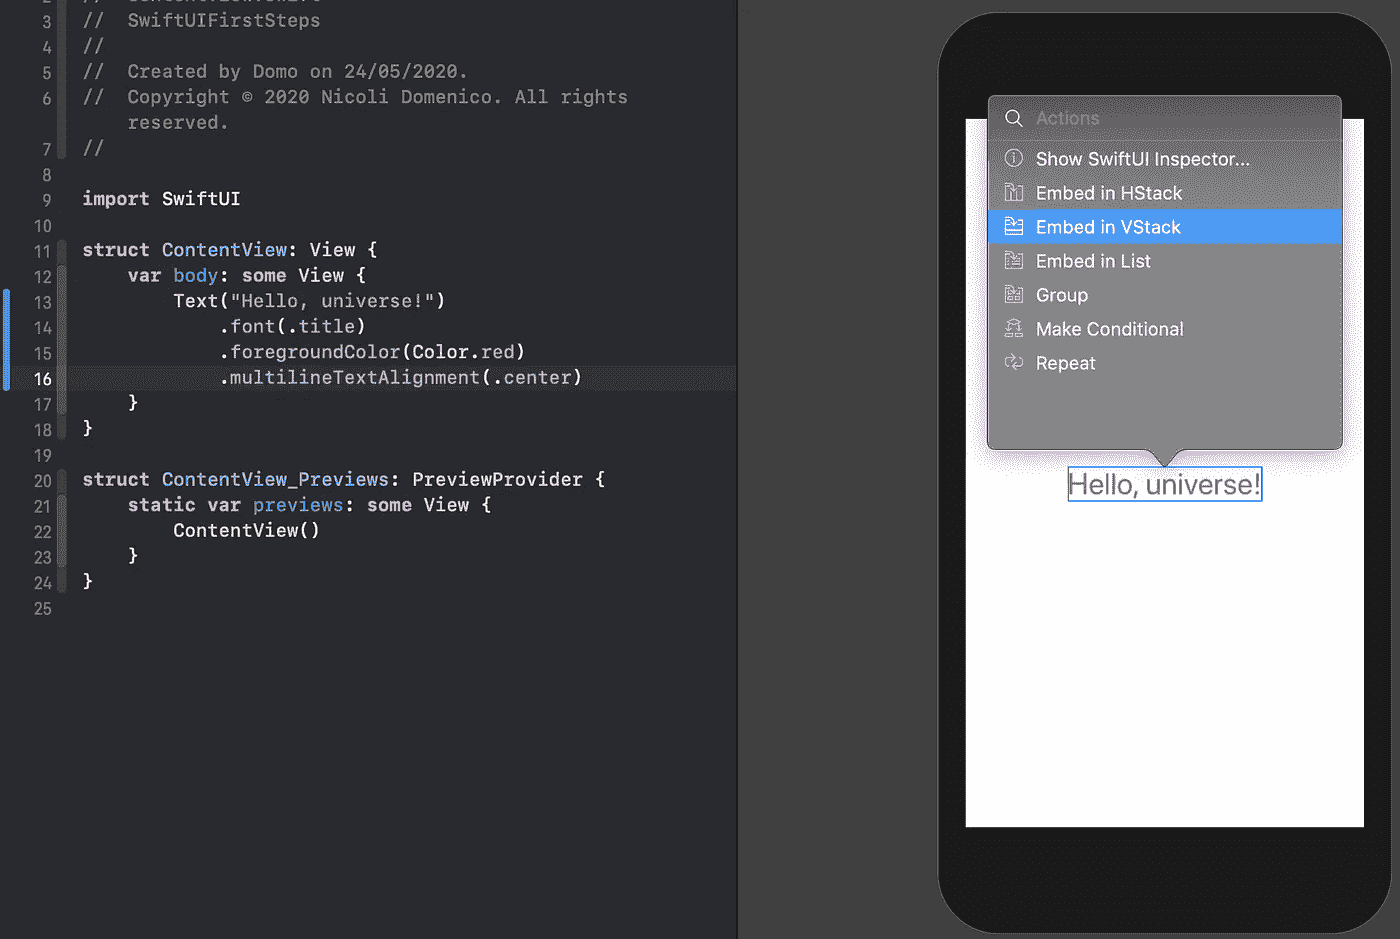 3 // SwiftUIFirstSteps
4 //
5 // Created by Domo on 24/05/2020.
6 // Copyright © 2020 Nicoli Domenico. All rights
reserved.
7 //
8
9 import SwiftUI
10
11 struct ContentView: View {
12 var body: some View {
13 Text("Hello, universe!")
14 .font(.title)
15 .foregroundColor(Color.red)
16 .multilineTextAlignment(.center)
17 }
18 }
19
20 struct ContentView_Previews: PreviewProvider {
21 static var previews: some View {
22 ContentView()
23 }
24 }
25
Actions
Show SwiftUI Inspector...
Embed in HStack
Embed in VStack
Embed in List
Group
Make Conditional
Repeat
Hello, universe!